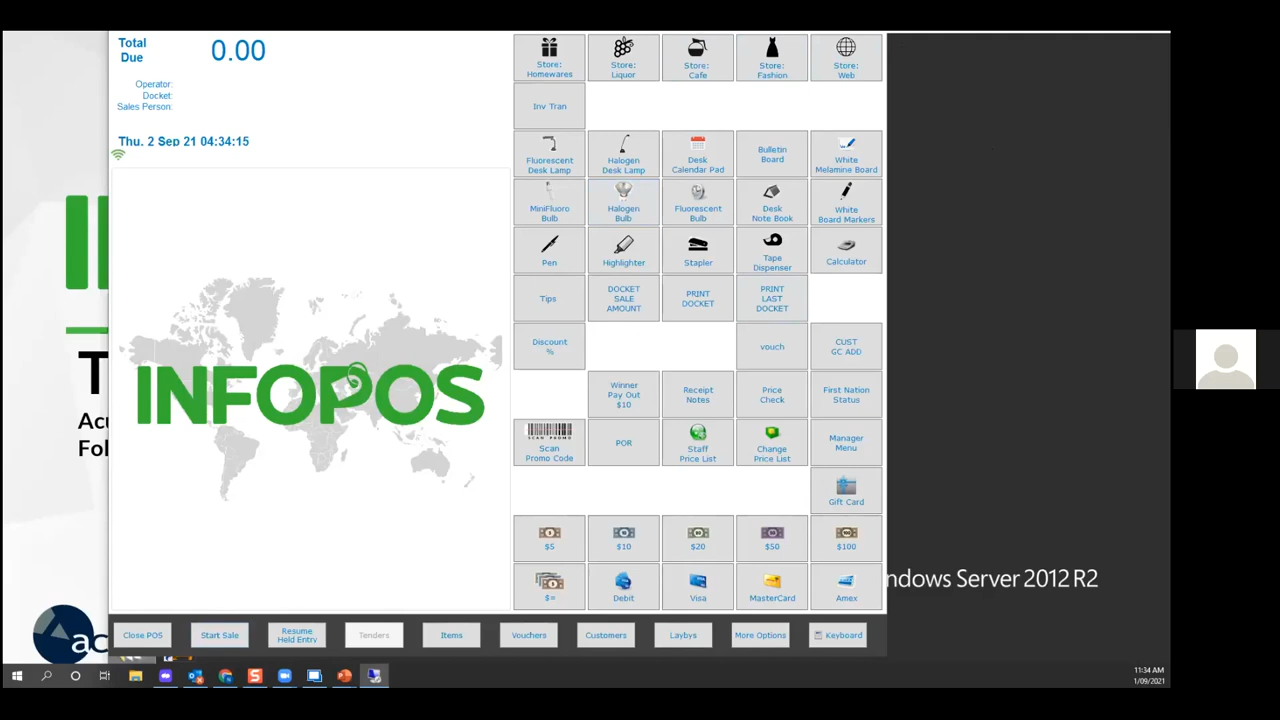 Total
Due
0.00
Operator:
Docket:
Sales Person:
Thu. 2 Sep 21 04:34:15
INFOPOS
Store:
Homewares
Store:
Liquor
Store:
Cafe
Store:
Fashion
Store:
Web
Inv Tran
Fluorescent
Desk Lamp
Halogen
Desk Lamp
Desk
Calendar Pad
Bulletin
Board
White
Melamine Board
MiniFluoro
Bulb
Halogen
Bulb
Fluorescent
Bulb
Desk
Note Book
White
Board Markers
Pen
Highlighter
Stapler
Tape
Dispenser
Calculator
Tips
DOCKET
SALE
AMOUNT
PRINT
DOCKET
PRINT
LAST
DOCKET
Discount
%
vouch
CUST
GC ADD
Winner
Pay Out
$10
Receipt
Notes
Price
Check
First Nation
Status
SCAN PROMO
Scan
Promo Code
POR
Staff
Price List
Change
Price List
Manager
Menu
Gift Card
$5
$10
$20
$50
$100
$=
Debit
Visa
MasterCard
Amex
Close POS
Start Sale
Resume
Held Entry
Tenders
Items
Vouchers
Customers
Laybys
More Options
Keyboard
T
Acu
Fol
ac
ndows Server 2012 R2
11:34 AM
1/09/2021